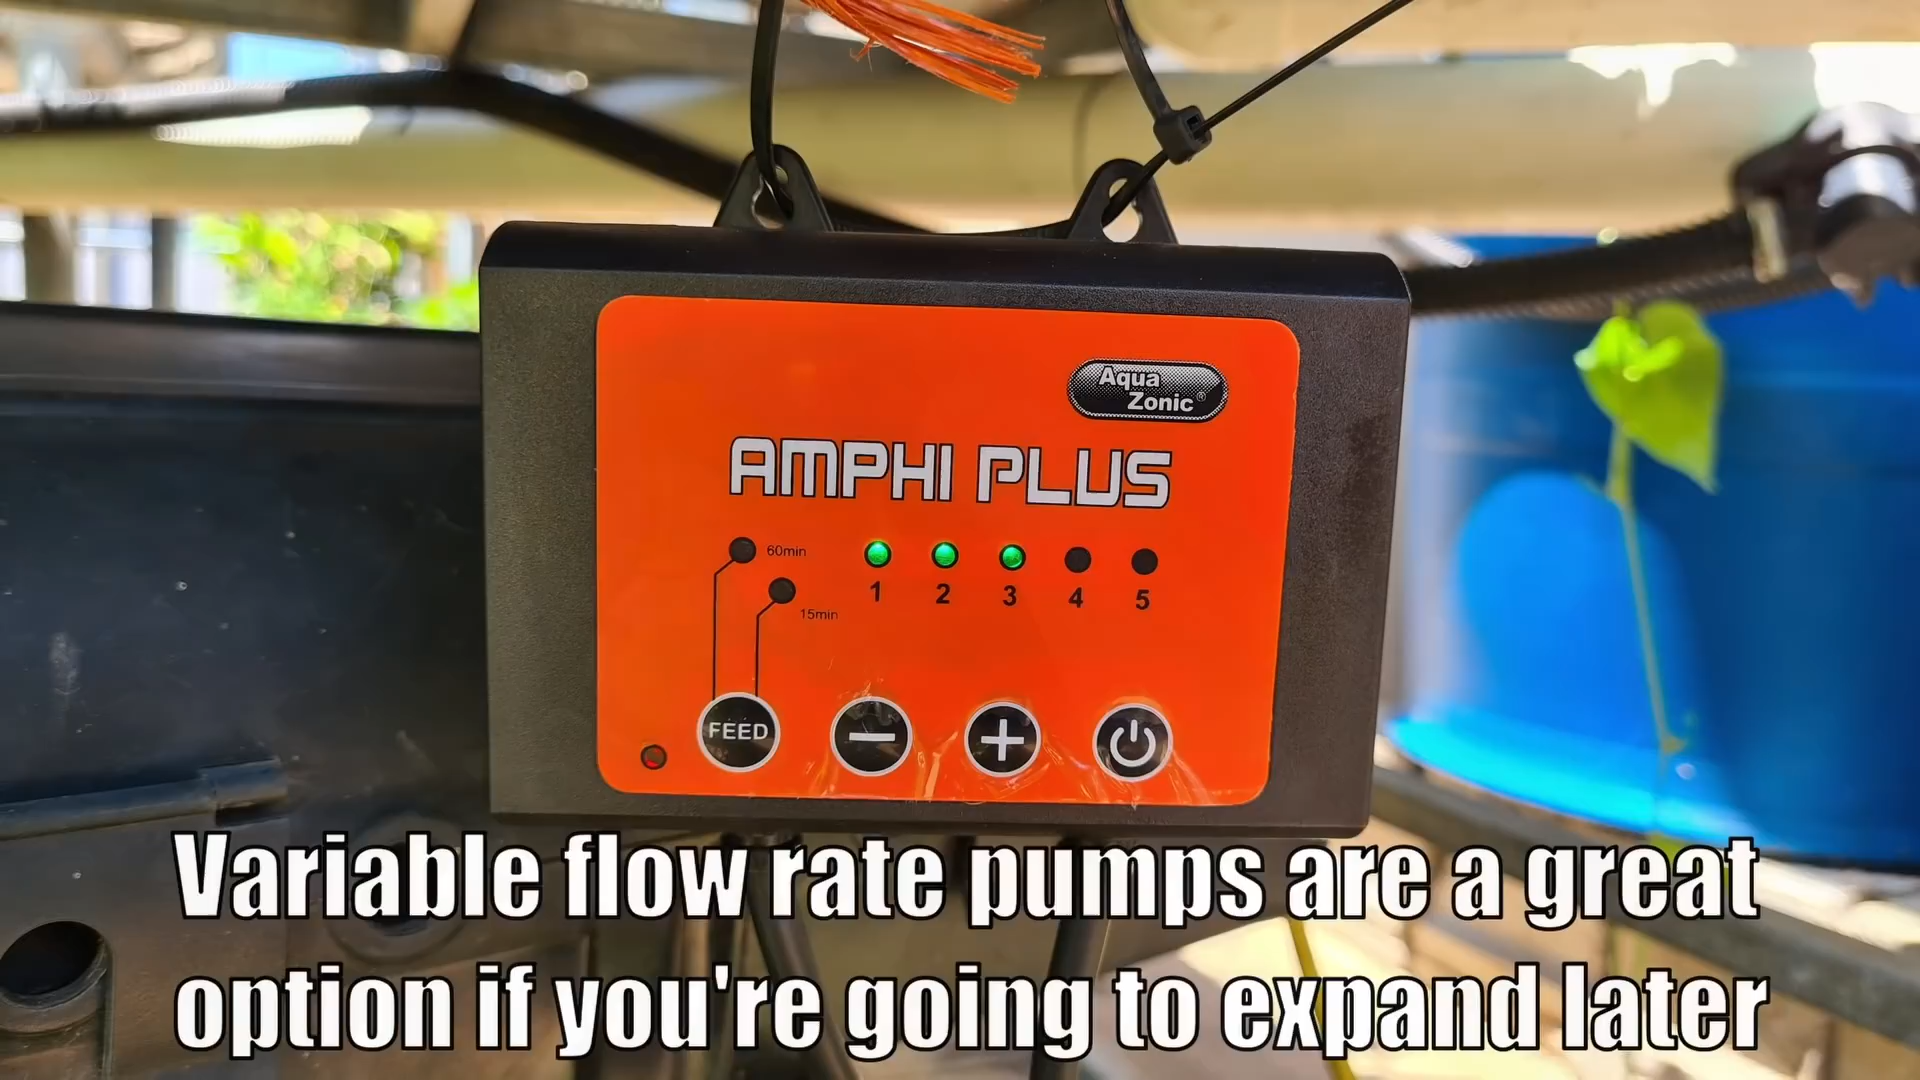 Aqua
Zonic®
AMPHI PLUS
60min
15min
1 2 3 4 5
FEED
Variable flow rate pumps are a great
option if you're going to expand later